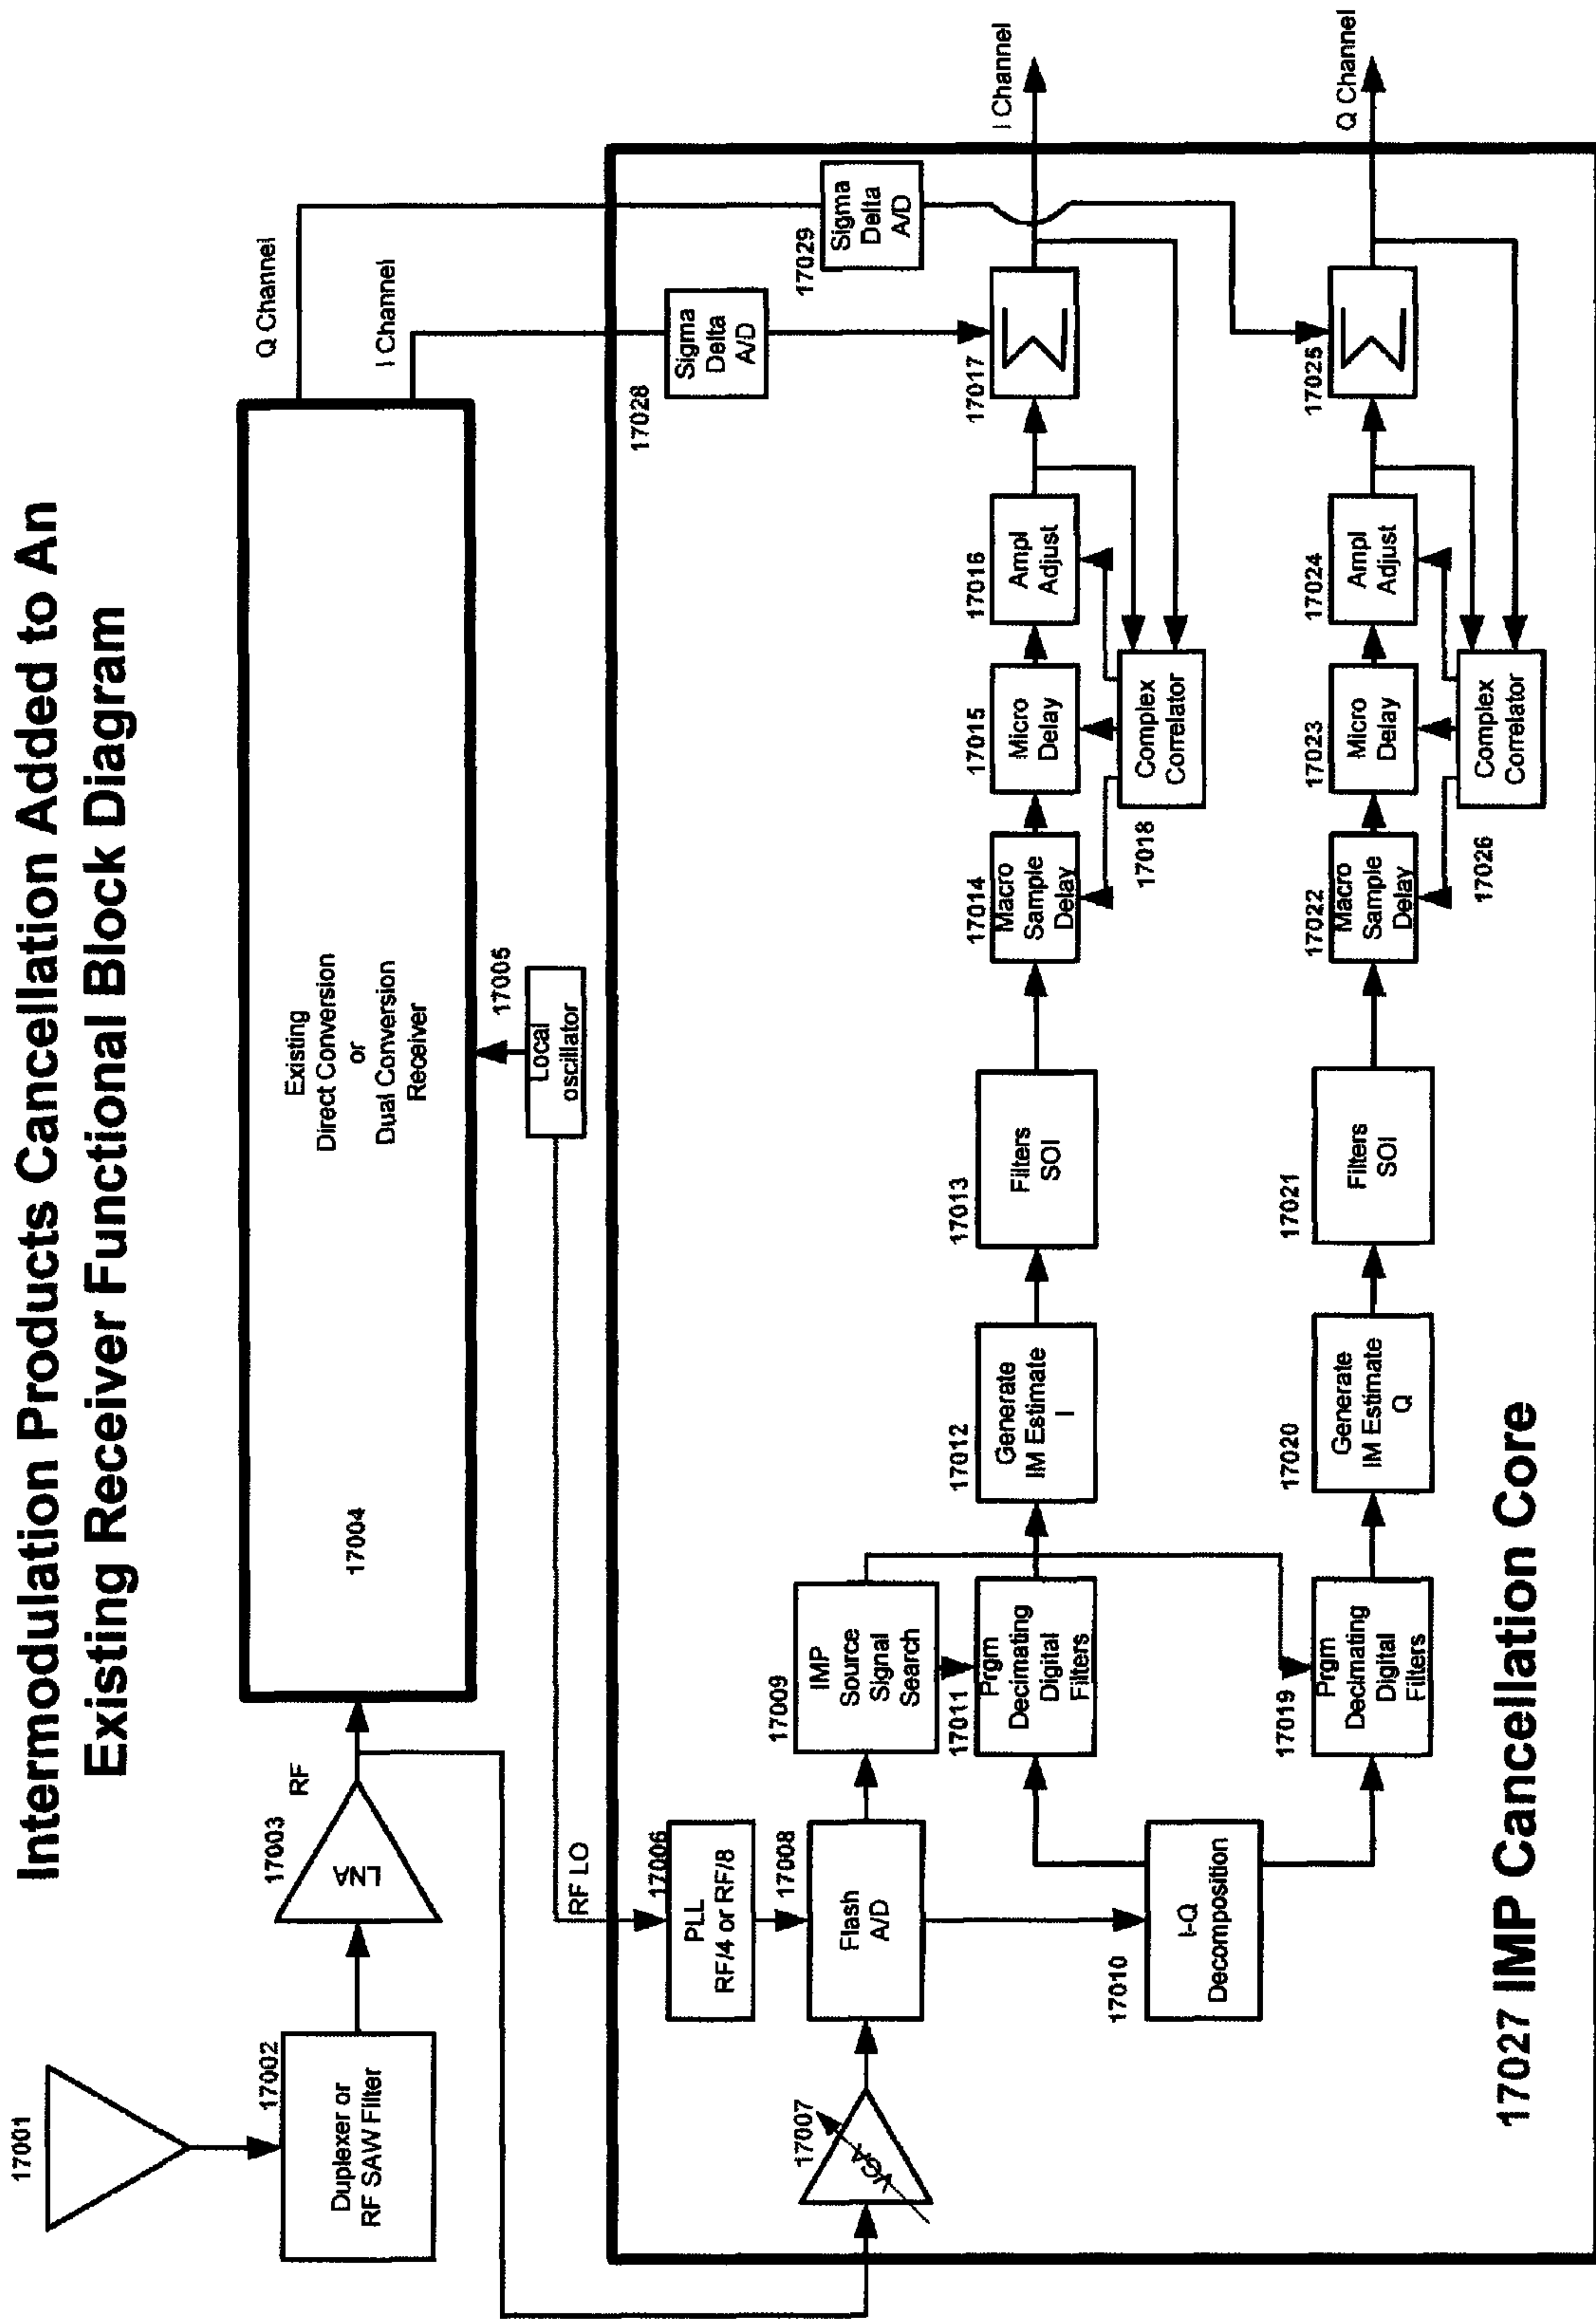 Intermodulation Products Cancellation Added to An
Existing Receiver Functional Block Diagram
17001
17002
Duplexer or
RF SAW Filter
17003
LNA
RF
17004
Existing
Direct Conversion
or
Dual Conversion
Receiver
Q Channel
I Channel
17005
Local
oscillator
RF LO
17006
PLL
RF/4 or RF/8
17007
VGA
17008
Flash
A/D
17009
IMP
Source
Signal
Search
17010
I-Q
Decomposition
17011
Prgm
Decimating
Digital
Filters
17012
Generate
IM Estimate
I
17013
Filters
SOI
17014
Macro
Sample
Delay
17015
Micro
Delay
17016
Ampl
Adjust
17017
Σ
17018
Complex
Correlator
17028
Sigma
Delta
A/D
17029
Sigma
Delta
A/D
I Channel
17019
Prgm
Decimating
Digital
Filters
17020
Generate
IM Estimate
Q
17021
Filters
SOI
17022
Macro
Sample
Delay
17023
Micro
Delay
17024
Ampl
Adjust
17025
Σ
17026
Complex
Correlator
Q Channel
17027 IMP Cancellation Core